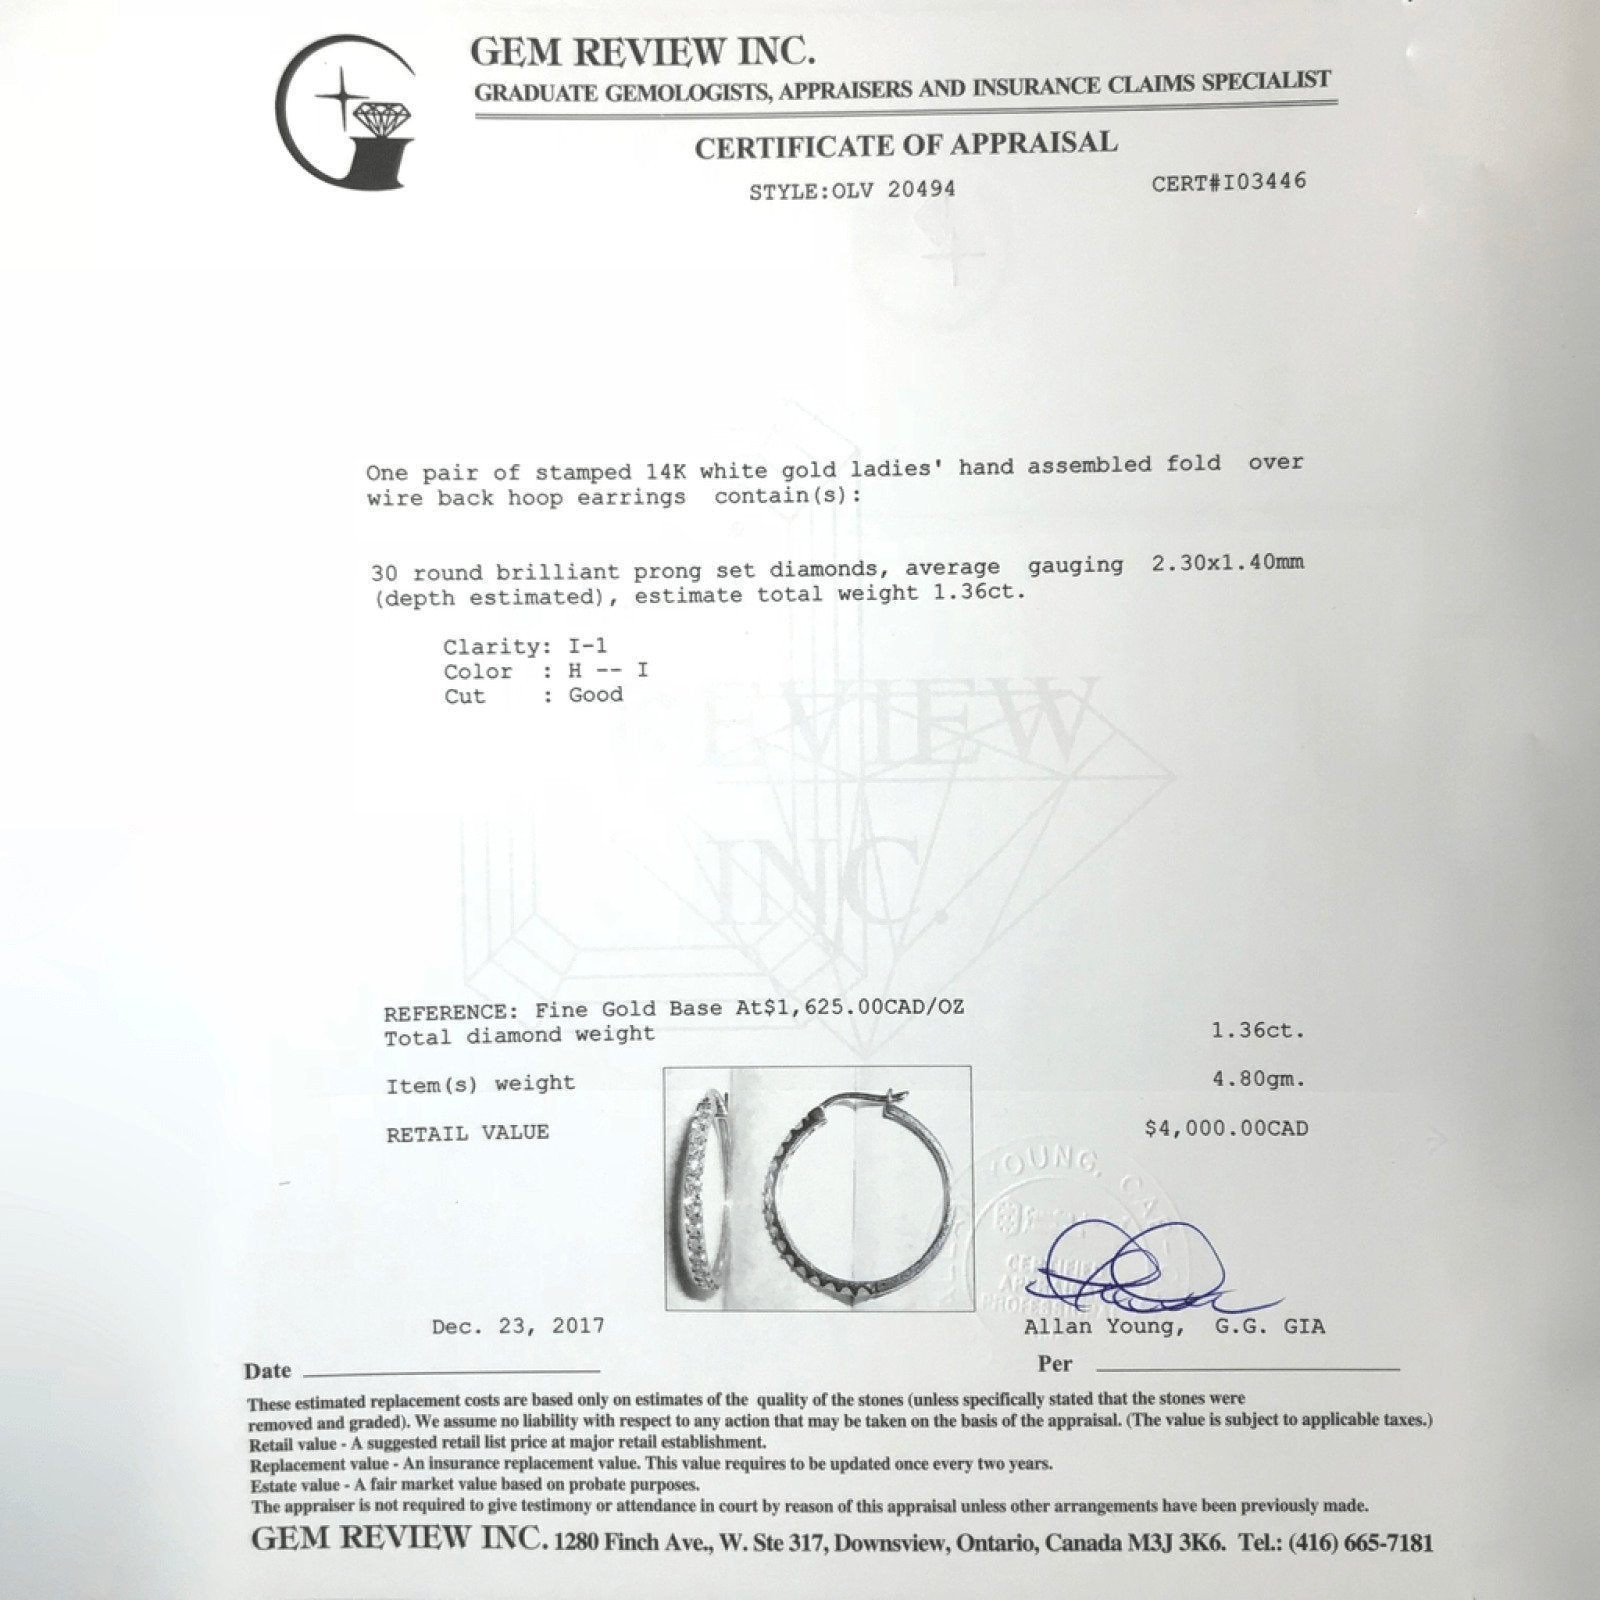 GEM REVIEW INC.
GRADUATE GEMOLOGISTS, APPRAISERS AND INSURANCE CLAIMS SPECIALIST
CERTIFICATE OF APPRAISAL
STYLE:OLV 20494 CERT#I03446
One pair of stamped 14K white gold ladies' hand assembled fold over
wire back hoop earrings contain(s):
30 round brilliant prong set diamonds, average gauging 2.30x1.40mm
(depth estimated), estimate total weight 1.36ct.
Clarity: I-1
Color : H -- I
Cut : Good
REVIEW
INC.
REFERENCE: Fine Gold Base At$1,625.00CAD/OZ
Total diamond weight 1.36ct.
Item(s) weight 4.80gm.
RETAIL VALUE $4,000.00CAD
YOUNG,
Dec. 23, 2017 Allan Young, G.G. GIA
Date Per
These estimated replacement costs are based only on estimates of the quality of the stones (unless specifically stated that the stones were
removed and graded). We assume no liability with respect to any action that may be taken on the basis of the appraisal. (The value is subject to applicable taxes.)
Retail value - A suggested retail list price at major retail establishment.
Replacement value - An insurance replacement value. This value requires to be updated once every two years.
Estate value - A fair market value based on probate purposes.
The appraiser is not required to give testimony or attendance in court by reason of this appraisal unless other arrangements have been previously made.
GEM REVIEW INC. 1280 Finch Ave., W. Ste 317, Downsview, Ontario, Canada M3J 3K6. Tel.: (416) 665-7181